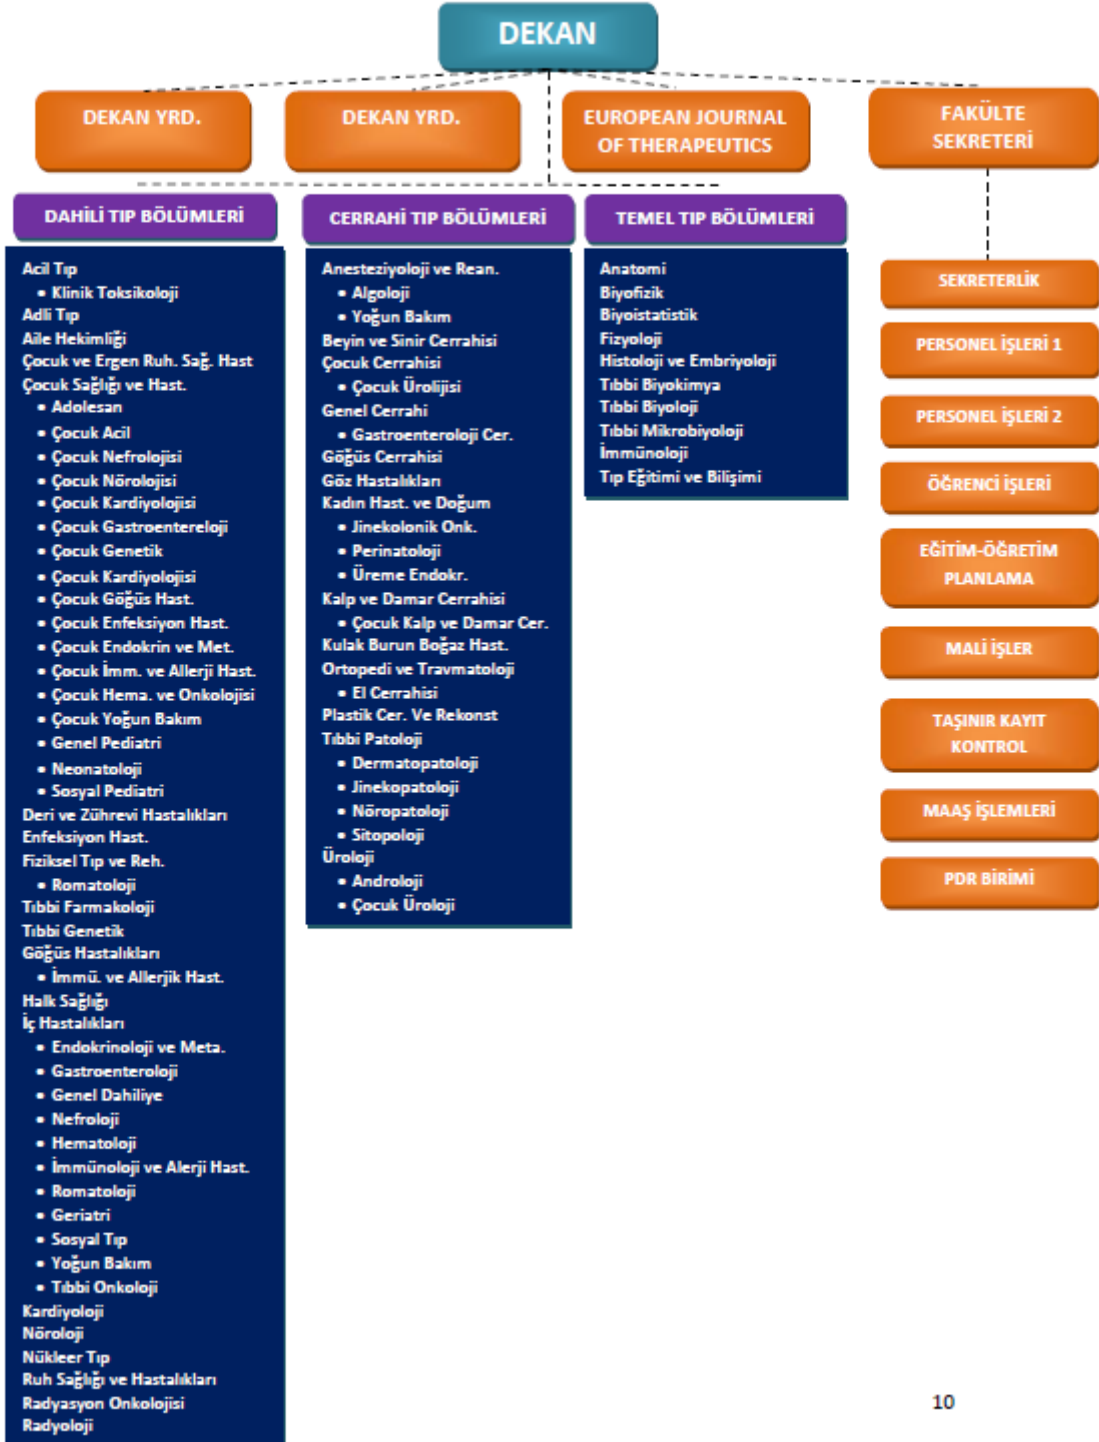 DEKAN
DEKAN YRD.
DEKAN YRD.
EUROPEAN JOURNAL
OF THERAPEUTICS
FAKÜLTE
SEKRETERİ
DAHİLİ TIP BÖLÜMLERİ
Acil Tıp
• Klinik Toksikoloji
Adli Tıp
Aile Hekimliği
Çocuk ve Ergen Ruh. Sağ. Hast
Çocuk Sağlığı ve Hast.
• Adolesan
• Çocuk Acil
• Çocuk Nefrolojisi
• Çocuk Nörolojisi
• Çocuk Kardiyolojisi
• Çocuk Gastroentereloji
• Çocuk Genetik
• Çocuk Kardiyolojisi
• Çocuk Göğüs Hast.
• Çocuk Enfeksiyon Hast.
• Çocuk Endokrin ve Met.
• Çocuk İmm. ve Allerji Hast.
• Çocuk Hema. ve Onkolojisi
• Çocuk Yoğun Bakım
• Genel Pediatri
• Neonatoloji
• Sosyal Pediatri
Deri ve Zührevi Hastalıkları
Enfeksiyon Hast.
Fiziksel Tıp ve Reh.
• Romatoloji
Tıbbi Farmakoloji
Tıbbi Genetik
Göğüs Hastalıkları
• İmmü. ve Allerjik Hast.
Halk Sağlığı
İç Hastalıkları
• Endokrinoloji ve Meta.
• Gastroenteroloji
• Genel Dahiliye
• Nefroloji
• Hematoloji
• İmmünoloji ve Alerji Hast.
• Romatoloji
• Geriatri
• Sosyal Tıp
• Yoğun Bakım
• Tıbbi Onkoloji
Kardiyoloji
Nöroloji
Nükleer Tıp
Ruh Sağlığı ve Hastalıkları
Radyasyon Onkolojisi
Radyoloji
CERRAHİ TIP BÖLÜMLERİ
Anesteziyoloji ve Rean.
• Algoloji
• Yoğun Bakım
Beyin ve Sinir Cerrahisi
Çocuk Cerrahisi
• Çocuk Ürolijisi
Genel Cerrahi
• Gastroenteroloji Cer.
Göğüs Cerrahisi
Göz Hastalıkları
Kadın Hast. ve Doğum
• Jinekolonik Onk.
• Perinatoloji
• Üreme Endokr.
Kalp ve Damar Cerrahisi
• Çocuk Kalp ve Damar Cer.
Kulak Burun Boğaz Hast.
Ortopedi ve Travmatoloji
• El Cerrahisi
Plastik Cer. Ve Rekonst
Tıbbi Patoloji
• Dermatopatoloji
• Jinekopatoloji
• Nöropatoloji
• Sitopoloji
Üroloji
• Androloji
• Çocuk Üroloji
TEMEL TIP BÖLÜMLERİ
Anatomi
Biyofizik
Biyoistatistik
Fizyoloji
Histoloji ve Embriyoloji
Tıbbi Biyokimya
Tıbbi Biyoloji
Tıbbi Mikrobiyoloji
İmmünoloji
Tıp Eğitimi ve Bilişimi
SEKRETERLİK
PERSONEL İŞLERİ 1
PERSONEL İŞLERİ 2
ÖĞRENCİ İŞLERİ
EĞİTİM-ÖĞRETİM
PLANLAMA
MALİ İŞLER
TAŞINIR KAYIT
KONTROL
MAAŞ İŞLEMLERİ
PDR BİRİMİ
10